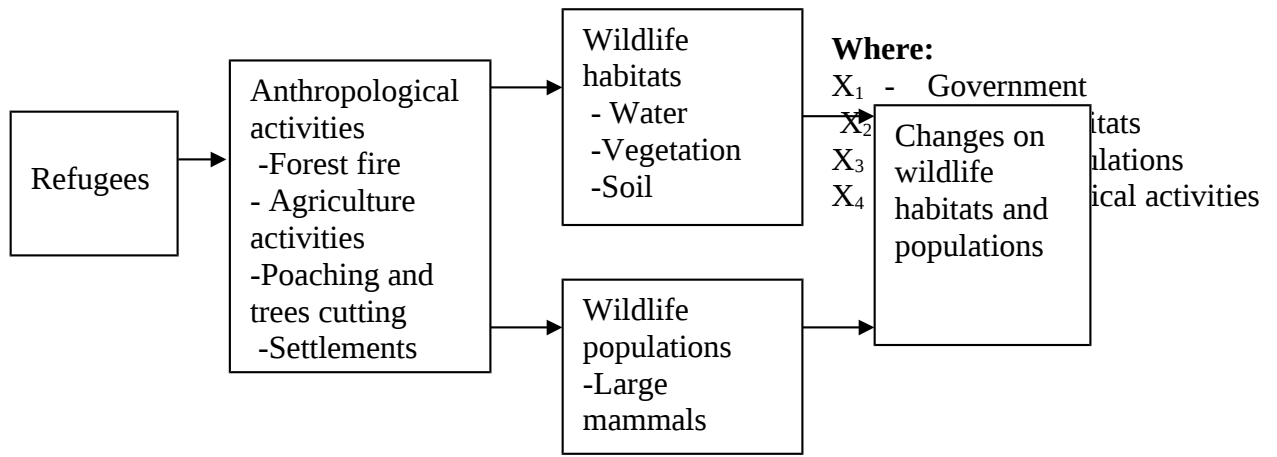 Refugees
Anthropological
activities
-Forest fire
- Agriculture
activities
-Poaching and
trees cutting
-Settlements
Wildlife
habitats
- Water
-Vegetation
-Soil
Wildlife
populations
-Large
mammals
Where:
X₁ - Government
X₂
X₃
X₄ activities
Changes on
wildlife
habitats and
populations